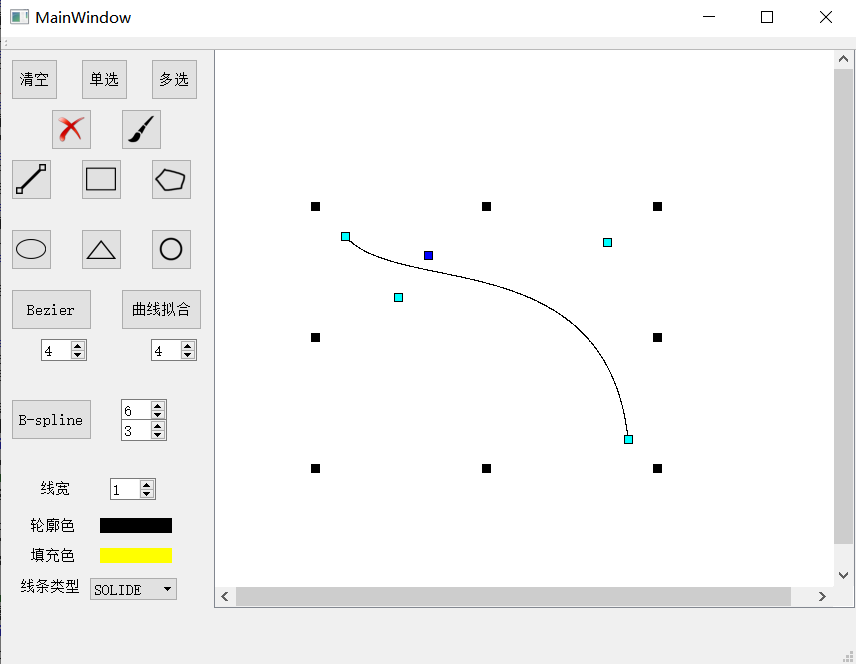 MainWindow
清空 单选 多选
Bezier 曲线拟合
4 4
B-spline 6
3
线宽 1
轮廓色
填充色
线条类型 SOLIDE